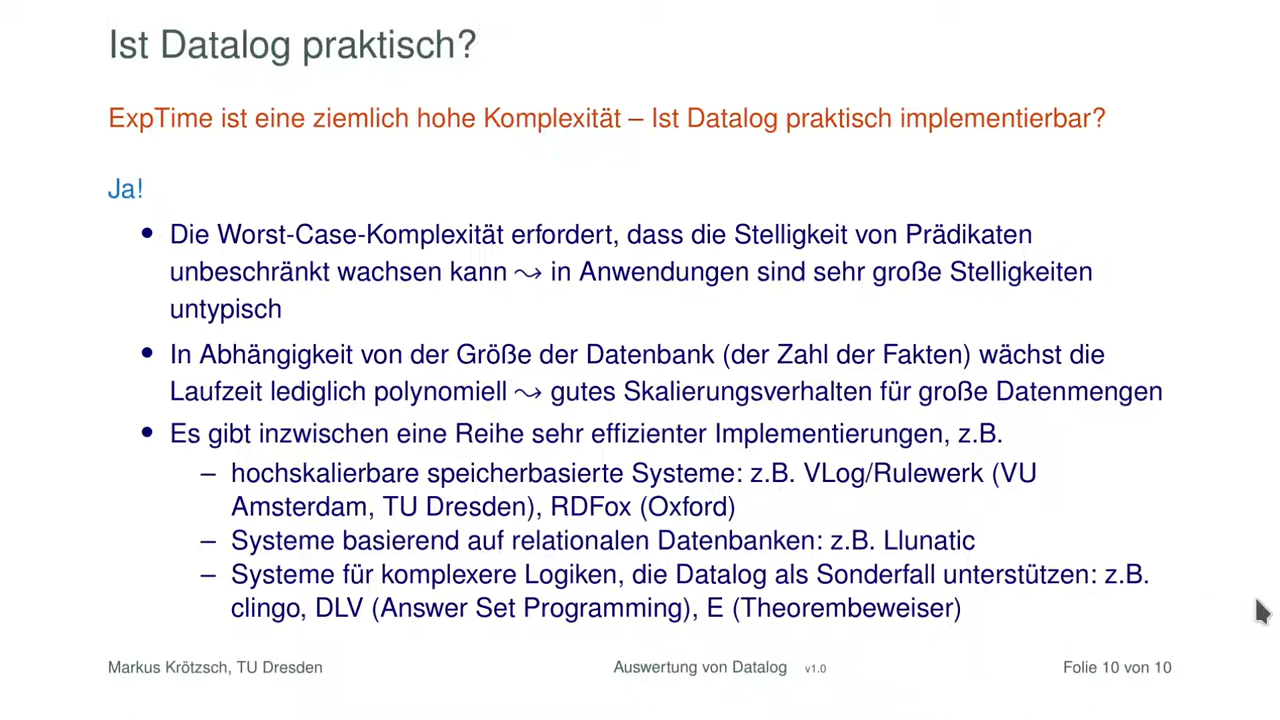 Ist Datalog praktisch?
ExpTime ist eine ziemlich hohe Komplexität – Ist Datalog praktisch implementierbar?
Ja!
• Die Worst-Case-Komplexität erfordert, dass die Stelligkeit von Prädikaten
unbeschränkt wachsen kann ⤳ in Anwendungen sind sehr große Stelligkeiten
untypisch
• In Abhängigkeit von der Größe der Datenbank (der Zahl der Fakten) wächst die
Laufzeit lediglich polynomiell ⤳ gutes Skalierungsverhalten für große Datenmengen
• Es gibt inzwischen eine Reihe sehr effizienter Implementierungen, z.B.
– hochskalierbare speicherbasierte Systeme: z.B. VLog/Rulewerk (VU
Amsterdam, TU Dresden), RDFox (Oxford)
– Systeme basierend auf relationalen Datenbanken: z.B. Llunatic
– Systeme für komplexere Logiken, die Datalog als Sonderfall unterstützen: z.B.
clingo, DLV (Answer Set Programming), E (Theorembeweiser)
Markus Krötzsch, TU Dresden Auswertung von Datalog v1.0 Folie 10 von 10